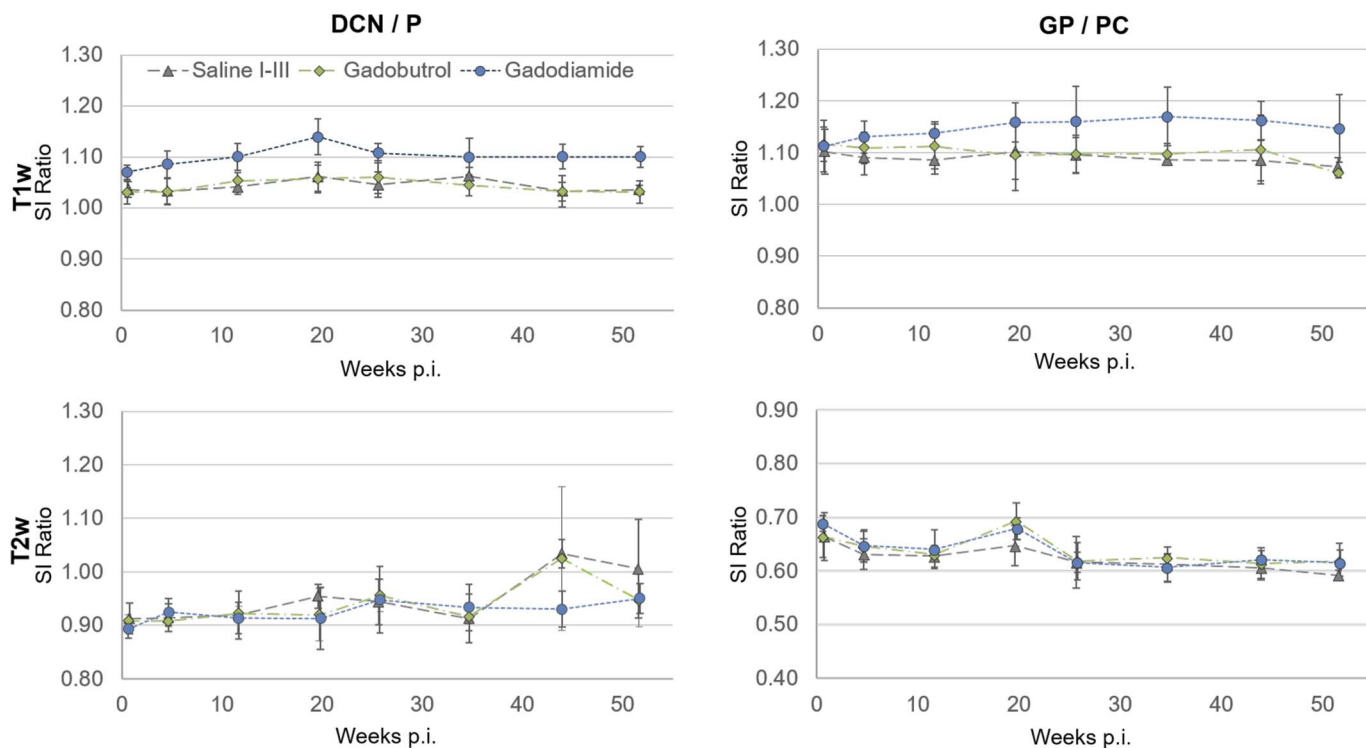 DCN / P
GP / PC
Saline I-III Gadobutrol Gadodiamide
T1w
SI Ratio
1.30
1.20
1.10
1.00
0.90
0.80
0 10 20 30 40 50
Weeks p.i.
SI Ratio
1.30
1.20
1.10
1.00
0.90
0.80
0 10 20 30 40 50
Weeks p.i.
T2w
SI Ratio
1.30
1.20
1.10
1.00
0.90
0.80
0 10 20 30 40 50
Weeks p.i.
SI Ratio
0.90
0.80
0.70
0.60
0.50
0.40
0 10 20 30 40 50
Weeks p.i.